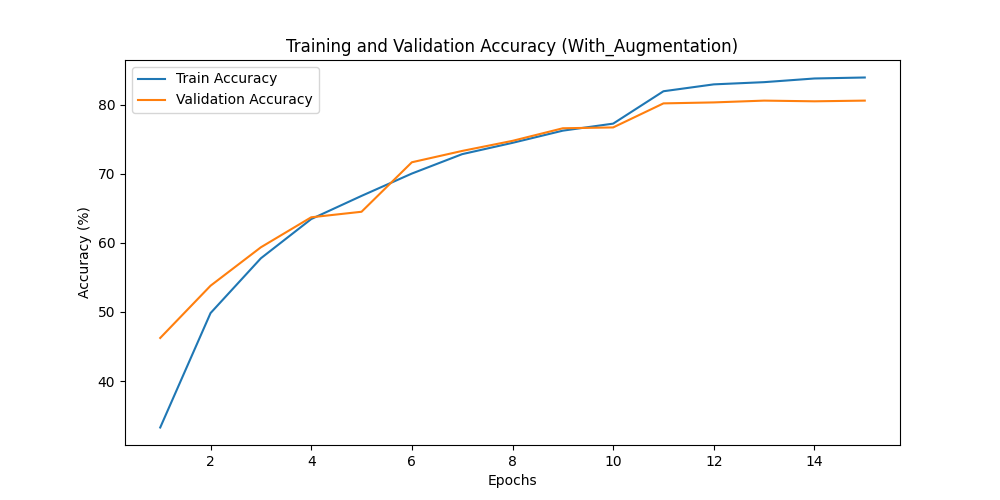 Training and Validation Accuracy (With_Augmentation)
Train Accuracy
Validation Accuracy
Accuracy (%)
80
70
60
50
40
2 4 6 8 10 12 14
Epochs